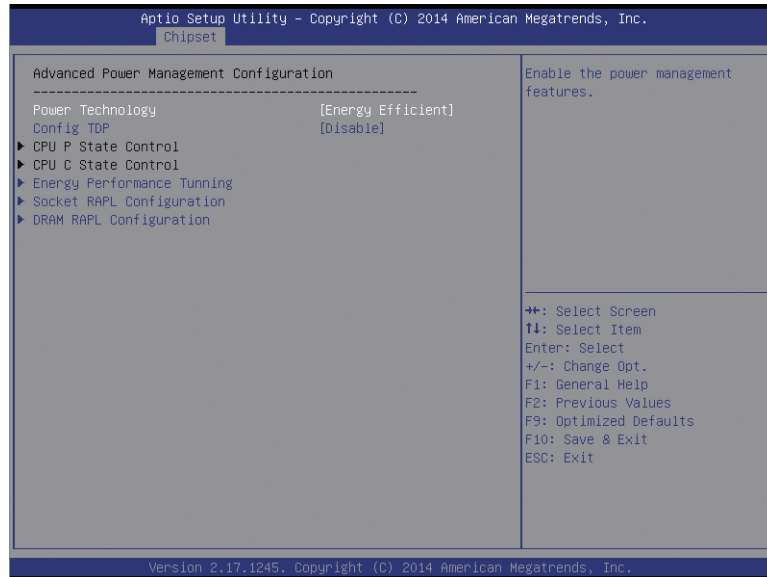 Aptio Setup Utility – Copyright (C) 2014 American Megatrends, Inc.
Chipset
Advanced Power Management Configuration
------------------------------------------------
Power Technology [Energy Efficient]
Config TDP [Disable]
▶ CPU P State Control
▶ CPU C State Control
▶ Energy Performance Tunning
▶ Socket RAPL Configuration
▶ DRAM RAPL Configuration
Enable the power management
features.
→←: Select Screen
↑↓: Select Item
Enter: Select
+/-: Change Opt.
F1: General Help
F2: Previous Values
F9: Optimized Defaults
F10: Save & Exit
ESC: Exit
Version 2.17.1245. Copyright (C) 2014 American Megatrends, Inc.